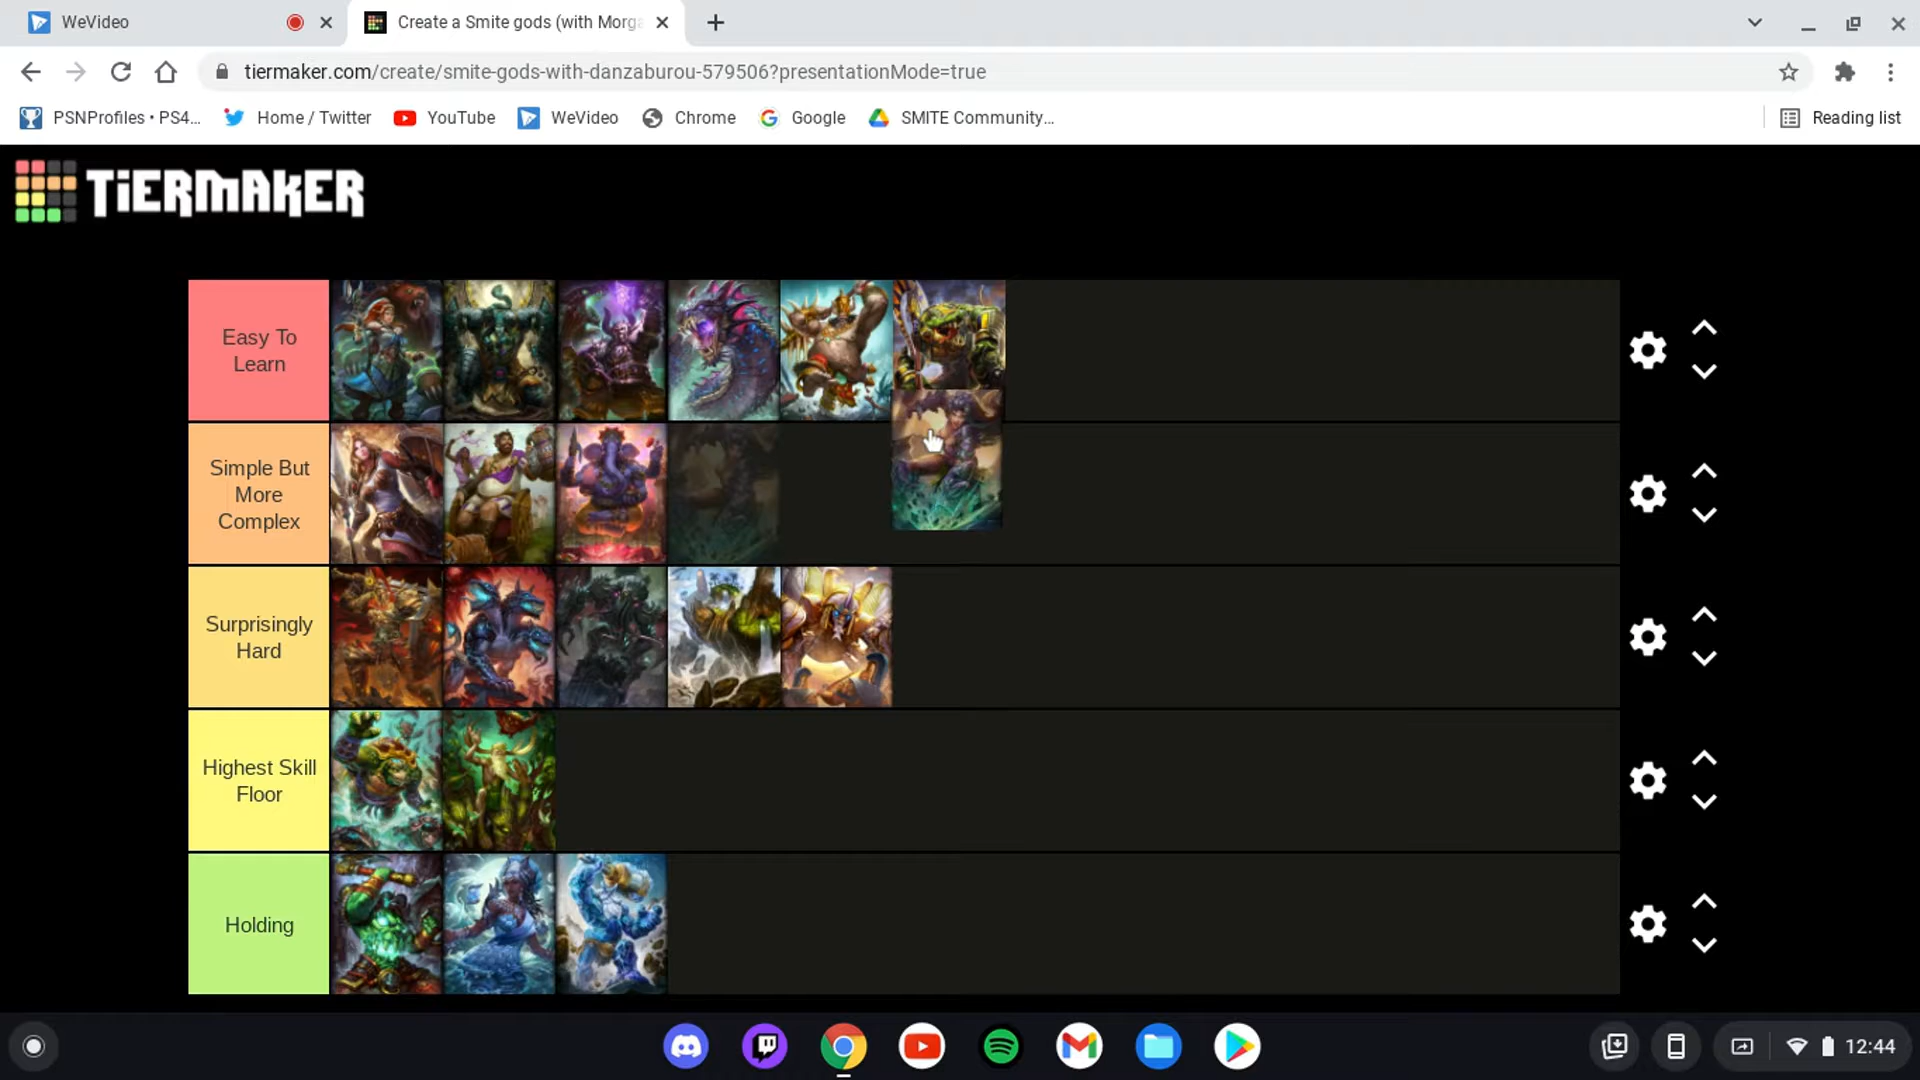 WeVideo
Create a Smite gods (with Morga
tiermaker.com/create/smite-gods-with-danzaburou-579506?presentationMode=true
PSNProfiles • PS4...
Home / Twitter
YouTube
WeVideo
Chrome
Google
SMITE Community...
Reading list
TIERMAKER
Easy To
Learn
Simple But
More
Complex
Surprisingly
Hard
Highest Skill
Floor
Holding
12:44